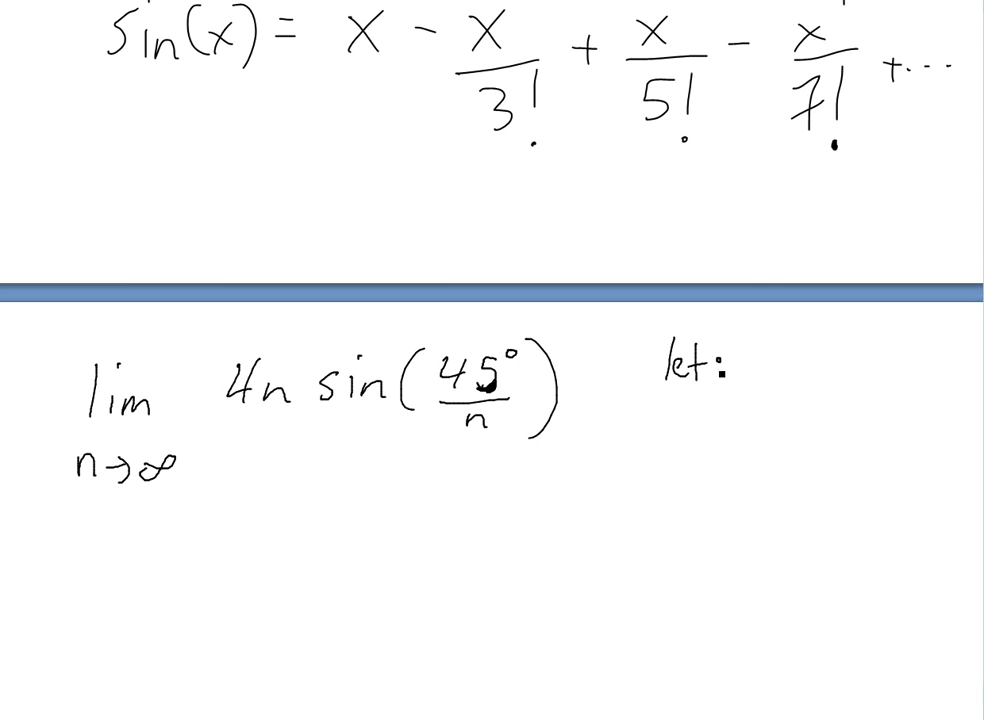 sin(x) = x - x/3! + x/5! - x/7! + ...
lim 4n sin(45°/n) let:
n→∞